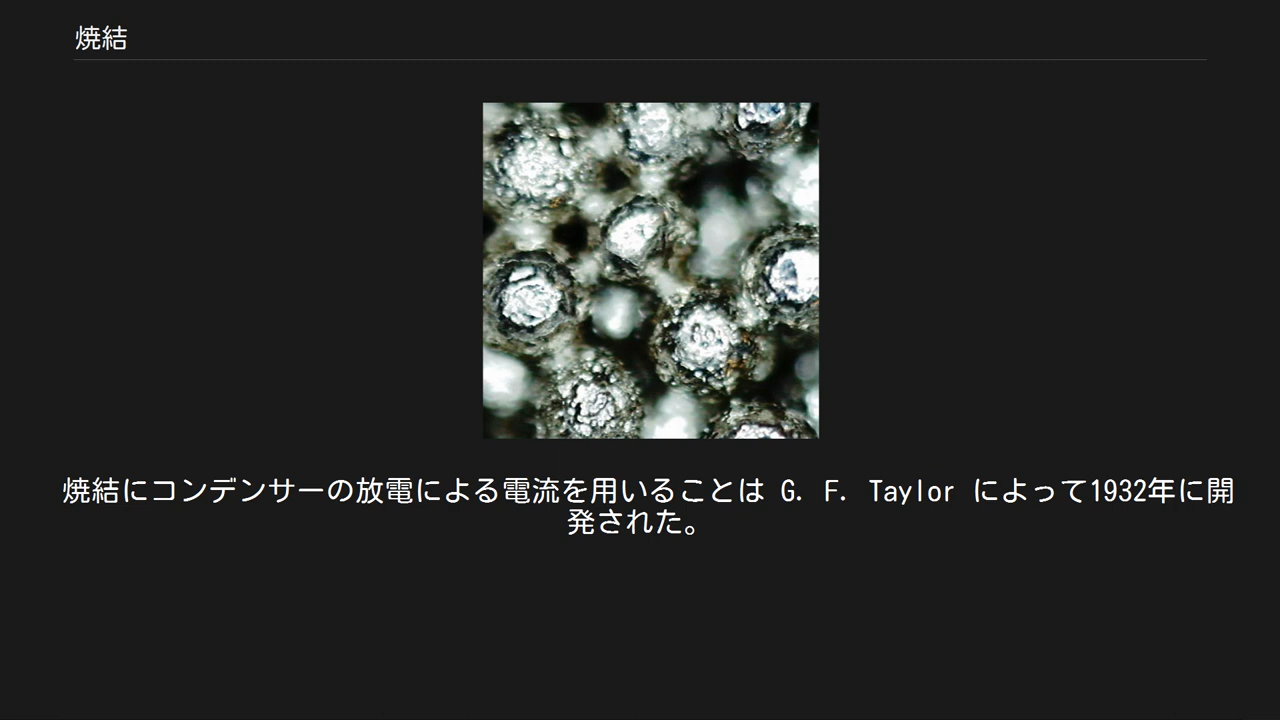 焼結
焼結にコンデンサーの放電による電流を用いることは G. F. Taylor によって1932年に開
発された。